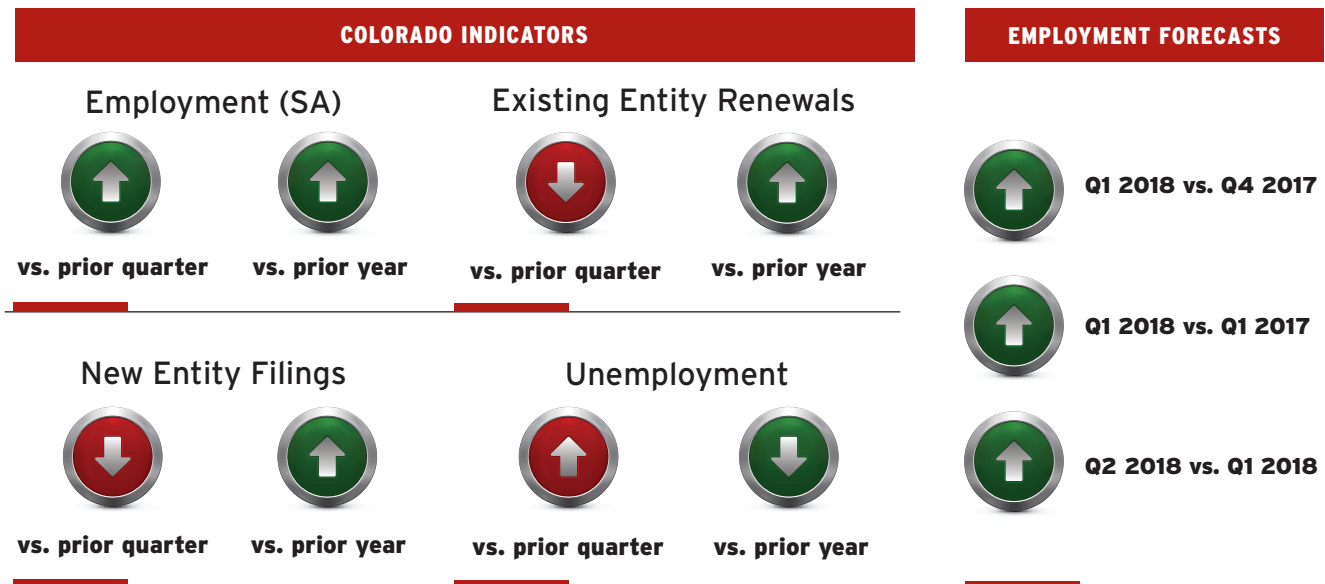 COLORADO INDICATORS
Employment (SA)
vs. prior quarter
vs. prior year
Existing Entity Renewals
vs. prior quarter
vs. prior year
New Entity Filings
vs. prior quarter
vs. prior year
Unemployment
vs. prior quarter
vs. prior year
EMPLOYMENT FORECASTS
Q1 2018 vs. Q4 2017
Q1 2018 vs. Q1 2017
Q2 2018 vs. Q1 2018